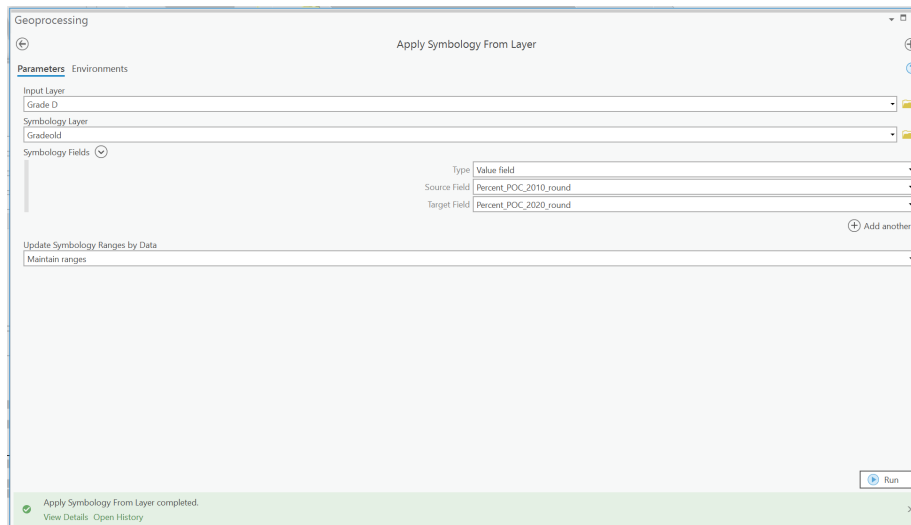 Geoprocessing
Apply Symbology From Layer
Parameters Environments
Input Layer
Grade D
Symbology Layer
Gradeold
Symbology Fields
Type Value field
Source Field Percent_POC_2010_round
Target Field Percent_POC_2020_round
Add another
Update Symbology Ranges by Data
Maintain ranges
Run
Apply Symbology From Layer completed.
View Details Open History